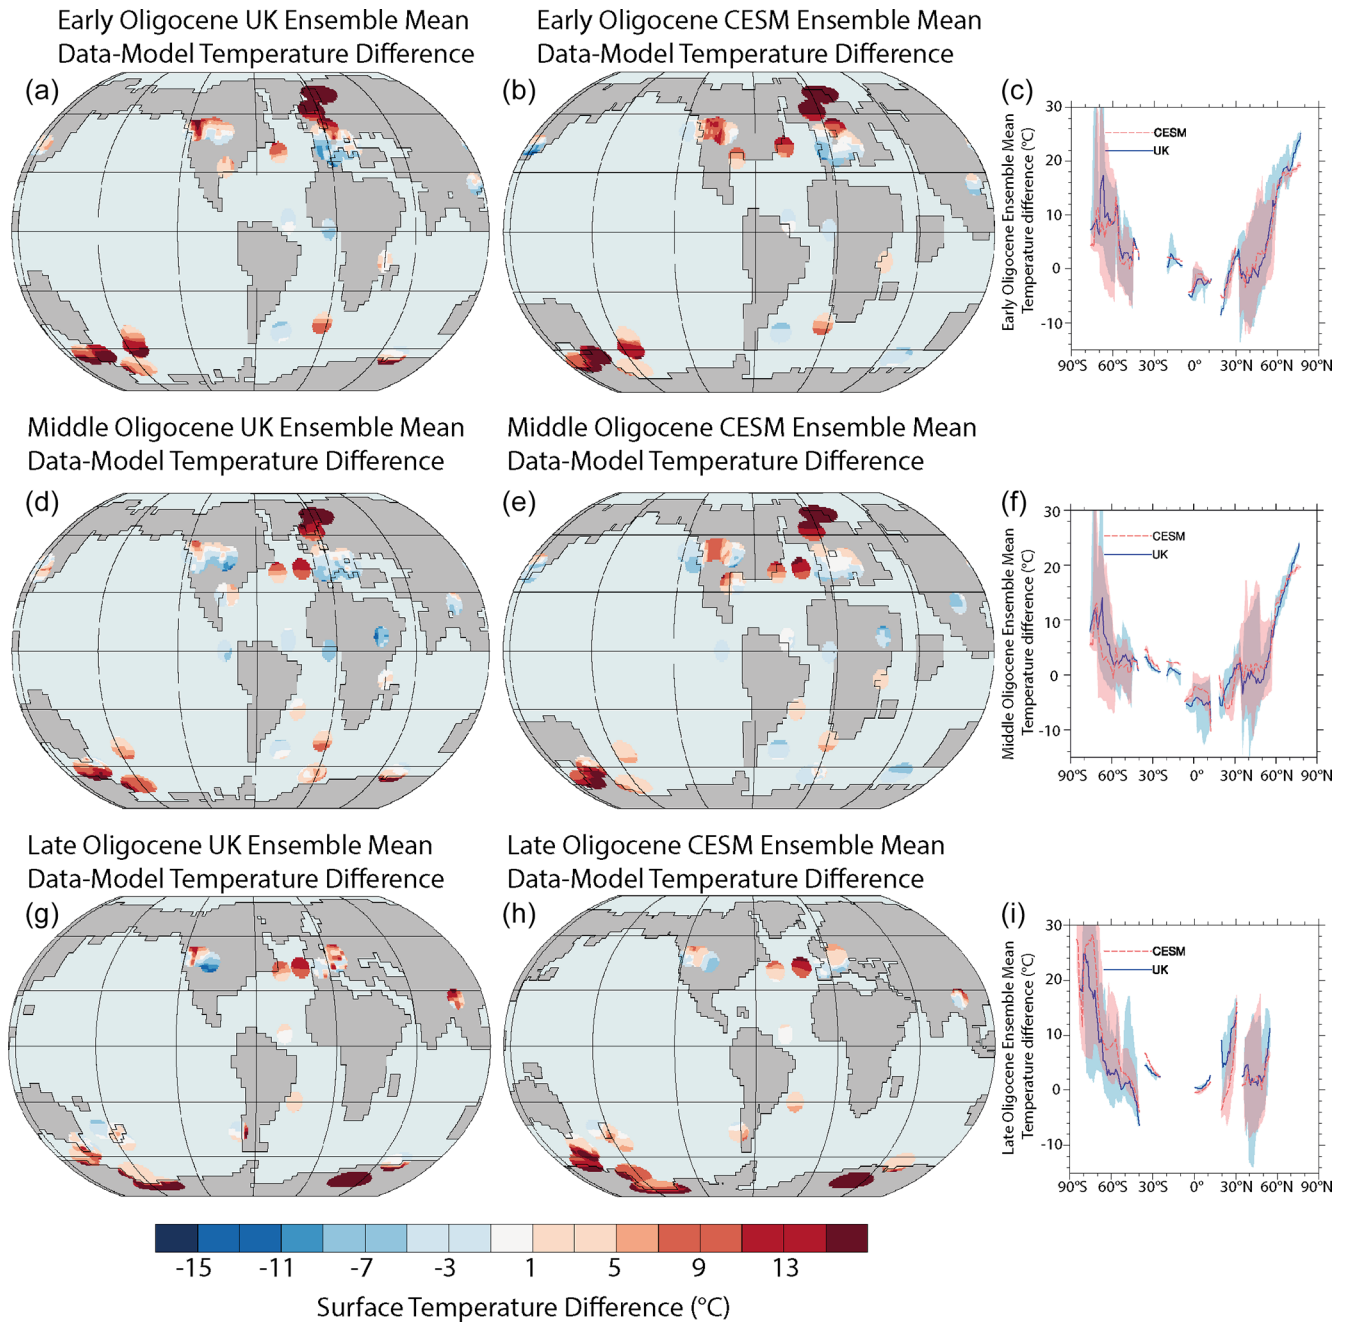 Early Oligocene UK Ensemble Mean
Data-Model Temperature Difference
Early Oligocene CESM Ensemble Mean
Data-Model Temperature Difference
(a)
(b)
(c)
Early Oligocene Ensemble Mean
Temperature difference (°C)
30
20
10
0
-10
CESM
UK
90°S 60°S 30°S 0° 30°N 60°N 90°N
Middle Oligocene UK Ensemble Mean
Data-Model Temperature Difference
Middle Oligocene CESM Ensemble Mean
Data-Model Temperature Difference
(d)
(e)
(f)
Middle Oligocene Ensemble Mean
Temperature difference (°C)
30
20
10
0
-10
CESM
UK
90°S 60°S 30°S 0° 30°N 60°N 90°N
Late Oligocene UK Ensemble Mean
Data-Model Temperature Difference
Late Oligocene CESM Ensemble Mean
Data-Model Temperature Difference
(g)
(h)
(i)
Late Oligocene Ensemble Mean
Temperature difference (°C)
30
20
10
0
-10
CESM
UK
90°S 60°S 30°S 0° 30°N 60°N 90°N
-15 -11 -7 -3 1 5 9 13
Surface Temperature Difference (°C)